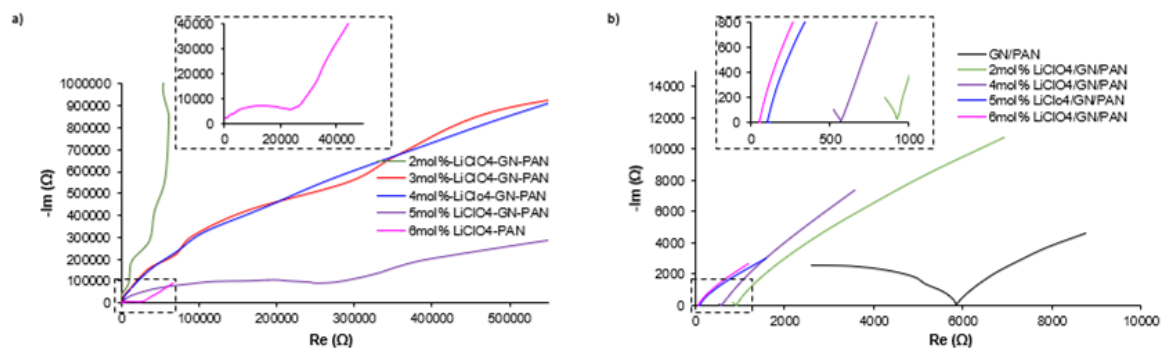 a)
40000
30000
20000
10000
0
0
20000
40000
1000000
900000
800000
700000
600000
500000
400000
300000
200000
100000
0
-Im (Ω)
2mol%-LiClO4-GN-PAN
3mol%-LiClO4-GN-PAN
4mol%-LiClo4-GN-PAN
5mol% LiClO4-GN-PAN
6mol% LiClO4-PAN
0
100000
200000
300000
400000
500000
Re (Ω)
b)
800
600
400
200
0
0
500
1000
GN/PAN
2mol% LiClO4/GN/PAN
4mol% LiClO4/GN/PAN
5mol% LiClo4/GN/PAN
6mol% LiClO4/GN/PAN
14000
12000
10000
8000
6000
4000
2000
0
-Im (Ω)
0
2000
4000
6000
8000
10000
Re (Ω)